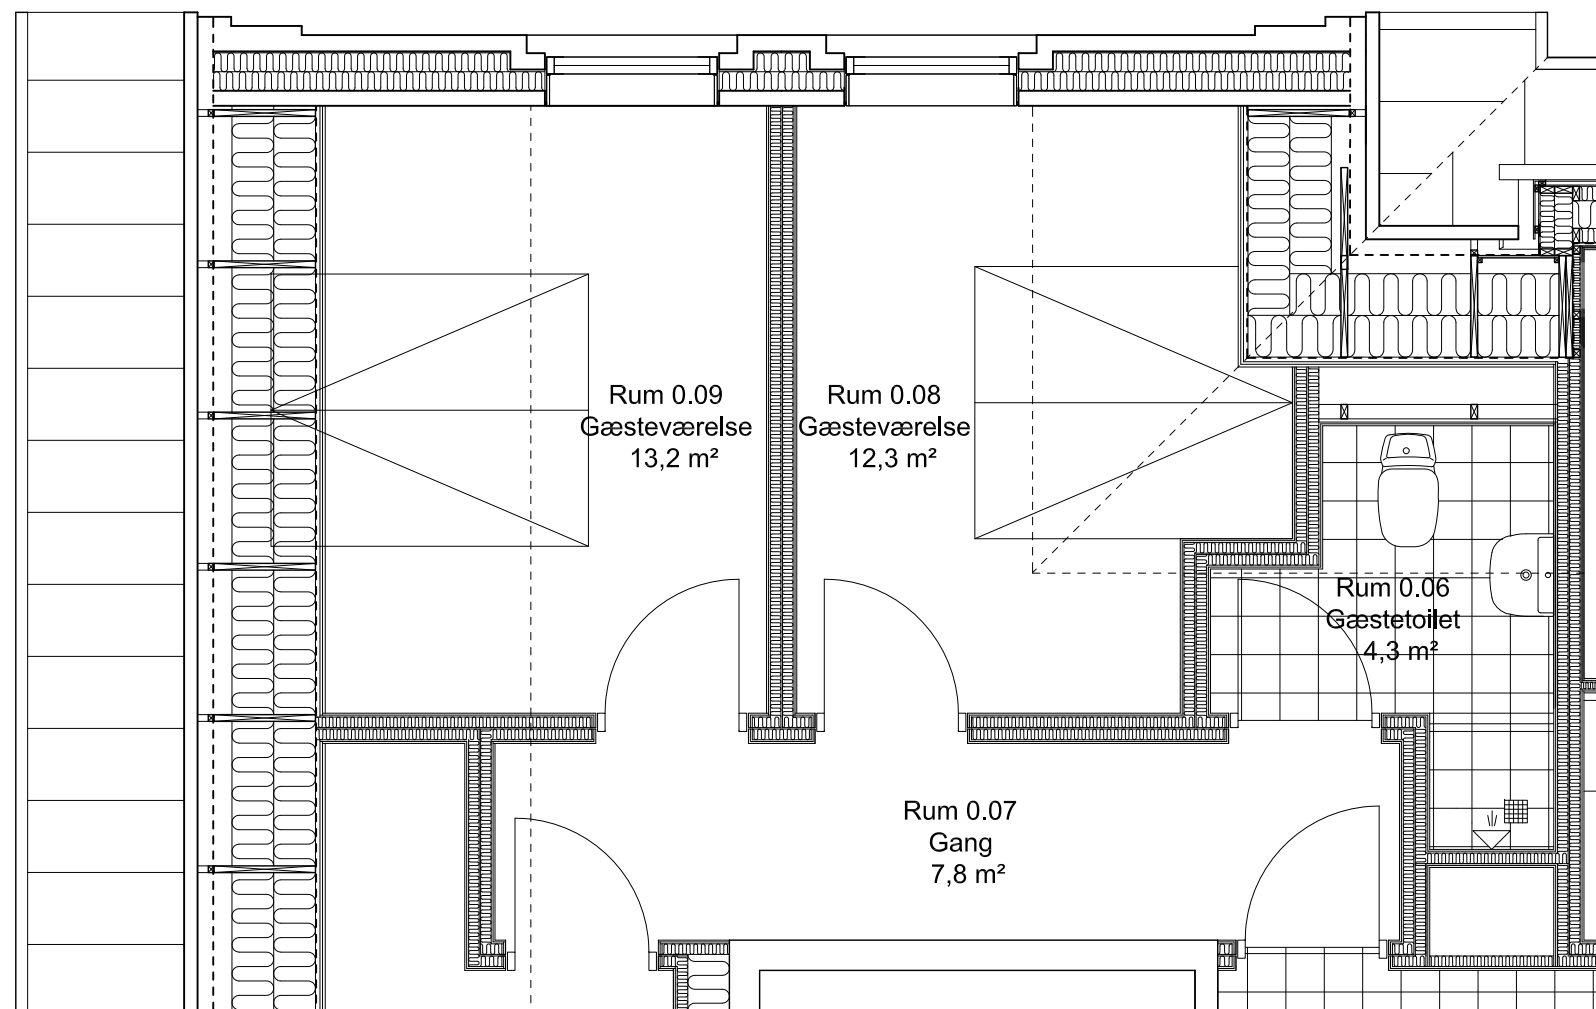 Rum 0.09
Gæsteværelse
13,2 m²
Rum 0.08
Gæsteværelse
12,3 m²
Rum 0.06
Gæstetoilet
4,3 m²
Rum 0.07
Gang
7,8 m²